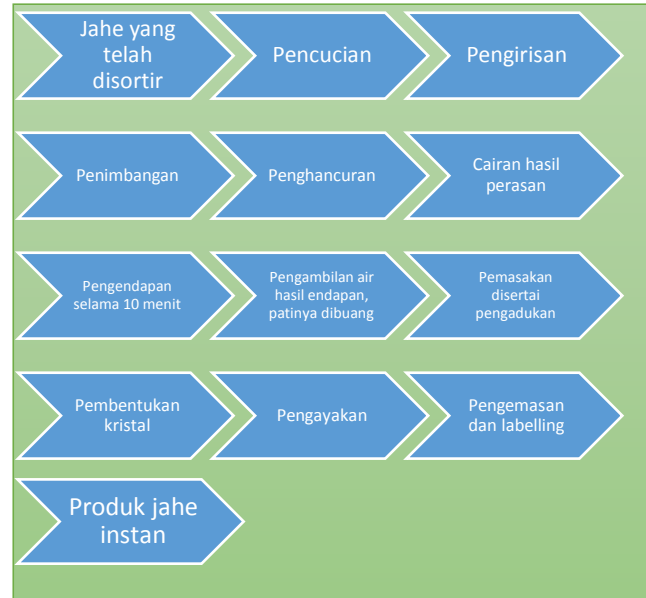 Jahe yang
telah
disortir
Pencucian
Pengirisan
Penimbangan
Penghancuran
Cairan hasil
perasan
Pengendapan
selama 10 menit
Pengambilan air
hasil endapan,
patinya dibuang
Pemasakan
disertai
pengadukan
Pembentukan
kristal
Pengayakan
Pengemasan
dan labelling
Produk jahe
instan